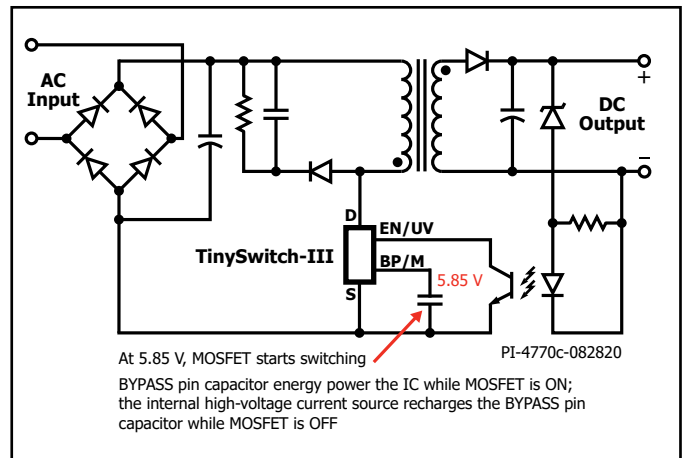 AC
Input
+
DC
Output
–
D
EN/UV
TinySwitch-III
BP/M
5.85 V
S
PI-4770c-082820
At 5.85 V, MOSFET starts switching
BYPASS pin capacitor energy power the IC while MOSFET is ON;
the internal high-voltage current source recharges the BYPASS pin
capacitor while MOSFET is OFF